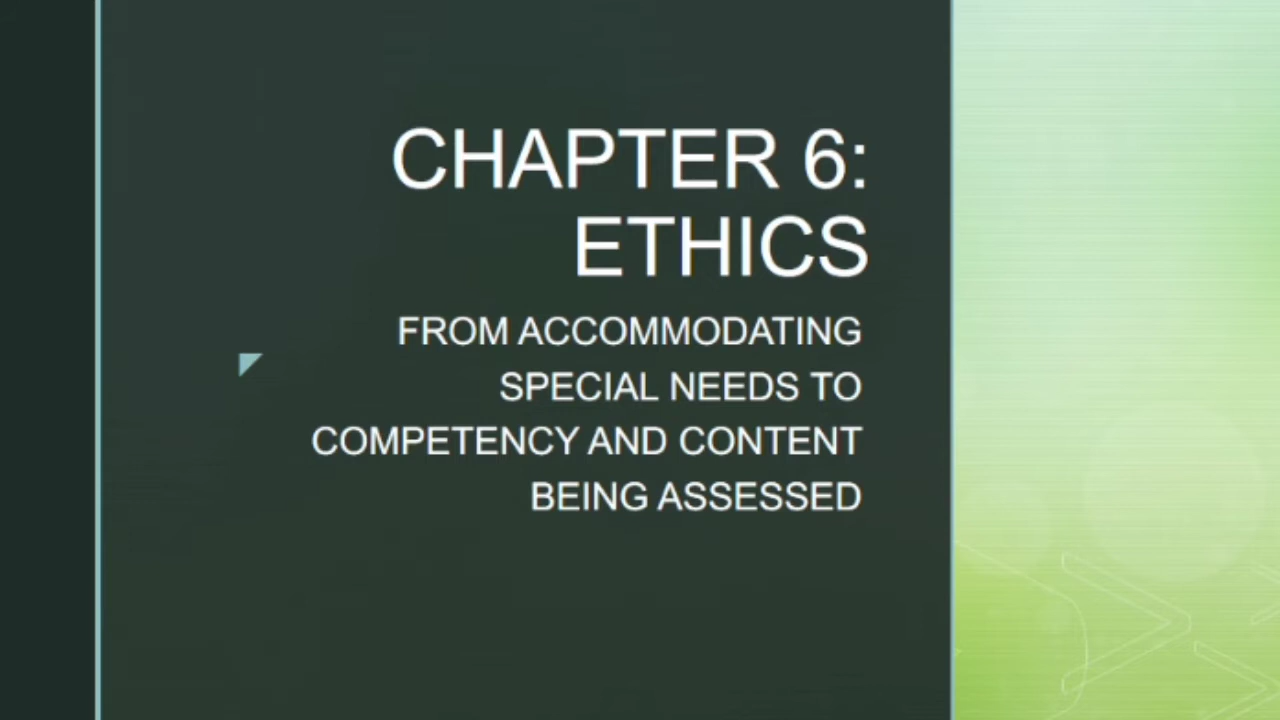 CHAPTER 6:
ETHICS
FROM ACCOMMODATING
SPECIAL NEEDS TO
COMPETENCY AND CONTENT
BEING ASSESSED